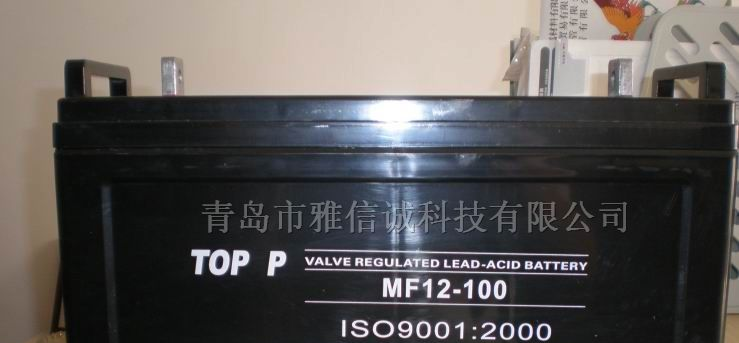 青岛市雅信诚科技有限公司
TOP P
VALVE REGULATED LEAD-ACID BATTERY
MF12-100
ISO9001:2000